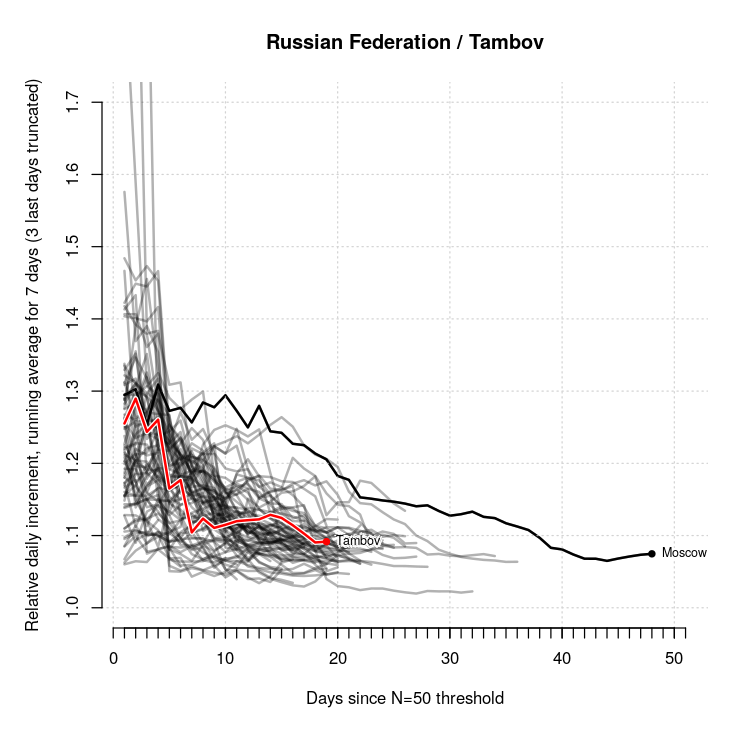 Russian Federation / Tambov
Relative daily increment, running average for 7 days (3 last days truncated)
1.7
1.6
1.5
1.4
1.3
1.2
1.1
1.0
Tambov
Moscow
0 10 20 30 40 50
Days since N=50 threshold